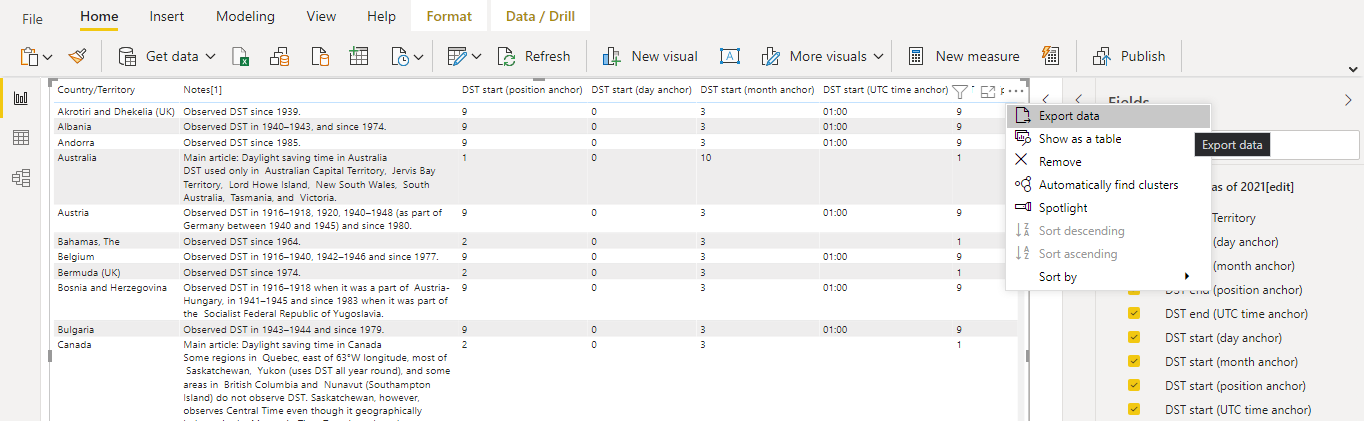 File Home Insert Modeling View Help Format Data / Drill
Get data Refresh New visual A More visuals New measure Publish
Country/Territory Notes[1] DST start (position anchor) DST start (day anchor) DST start (month anchor) DST start (UTC time anchor)
Akrotiri and Dhekelia (UK) Observed DST since 1939. 9 0 3 01:00 9
Albania Observed DST in 1940–1943, and since 1974. 9 0 3 01:00 9
Andorra Observed DST since 1985. 9 0 3 01:00 9
Australia Main article: Daylight saving time in Australia 1 0 10 1
DST used only in Australian Capital Territory, Jervis Bay
Territory, Lord Howe Island, New South Wales, South
Australia, Tasmania, and Victoria.
Austria Observed DST in 1916–1918, 1920, 1940–1948 (as part of 9 0 3 01:00 9
Germany between 1940 and 1945) and since 1980.
Bahamas, The Observed DST since 1964. 2 0 3 1
Belgium Observed DST in 1916–1940, 1942–1946 and since 1977. 9 0 3 01:00 9
Bermuda (UK) Observed DST since 1974. 2 0 3 1
Bosnia and Herzegovina Observed DST in 1916–1918 when it was a part of Austria- 9 0 3 01:00 9
Hungary, in 1941–1945 and since 1983 when it was part of
the Socialist Federal Republic of Yugoslavia.
Bulgaria Observed DST in 1943–1944 and since 1979. 9 0 3 01:00 9
Canada Main article: Daylight saving time in Canada 2 0 3 1
Some regions in Quebec, east of 63°W longitude, most of
Saskatchewan, Yukon (uses DST all year round), and some
areas in British Columbia and Nunavut (Southampton
Island) do not observe DST. Saskatchewan, however,
observes Central Time even though it geographically
Export data
Show as a table
Remove
Automatically find clusters
Spotlight
Sort descending
Sort ascending
Sort by
Export data
Fields
as of 2021[edit]
Territory
(day anchor)
(month anchor)
DST end (position anchor)
DST end (UTC time anchor)
DST start (day anchor)
DST start (month anchor)
DST start (position anchor)
DST start (UTC time anchor)